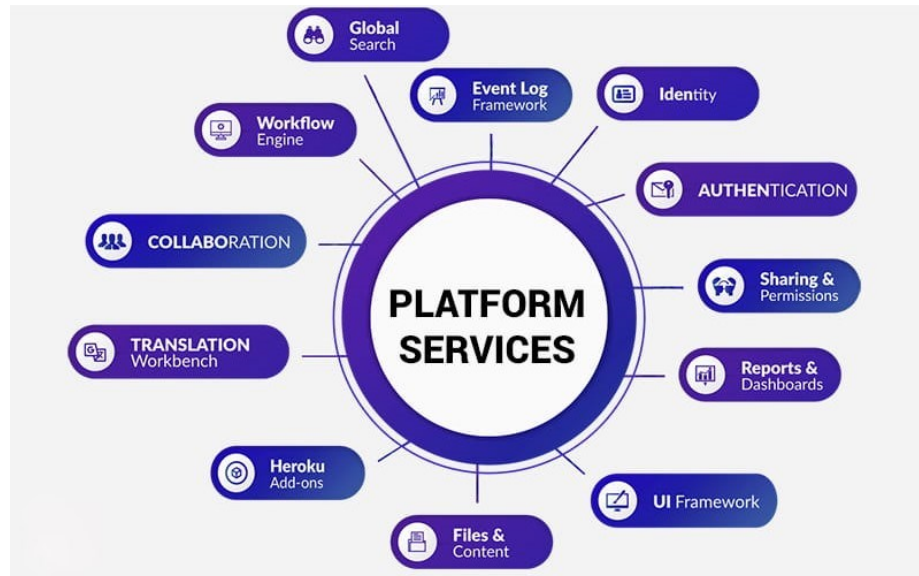 Global
Search
Event Log
Framework
Identity
Workflow
Engine
AUTHENTICATION
COLLABORATION
Sharing &
Permissions
PLATFORM
SERVICES
TRANSLATION
Workbench
Reports &
Dashboards
Heroku
Add-ons
UI Framework
Files &
Content